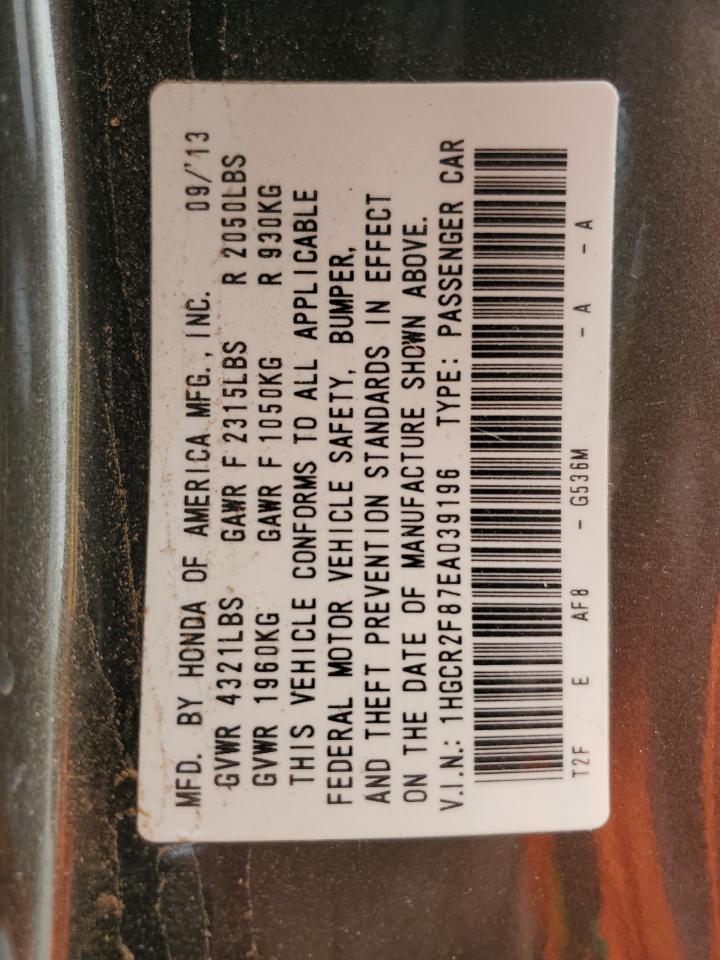 MFD. BY HONDA OF AMERICA MFG., INC. 09/'13
GVWR 4321LBS GAWR F 2315LBS R 2050LBS
GVWR 1960KG GAWR F 1050KG R 930KG
THIS VEHICLE CONFORMS TO ALL APPLICABLE
FEDERAL MOTOR VEHICLE SAFETY, BUMPER,
AND THEFT PREVENTION STANDARDS IN EFFECT
ON THE DATE OF MANUFACTURE SHOWN ABOVE.
V.I.N.: 1HGCR2F87EA039196 TYPE: PASSENGER CAR
T2F E AF8 - G536M - A - A